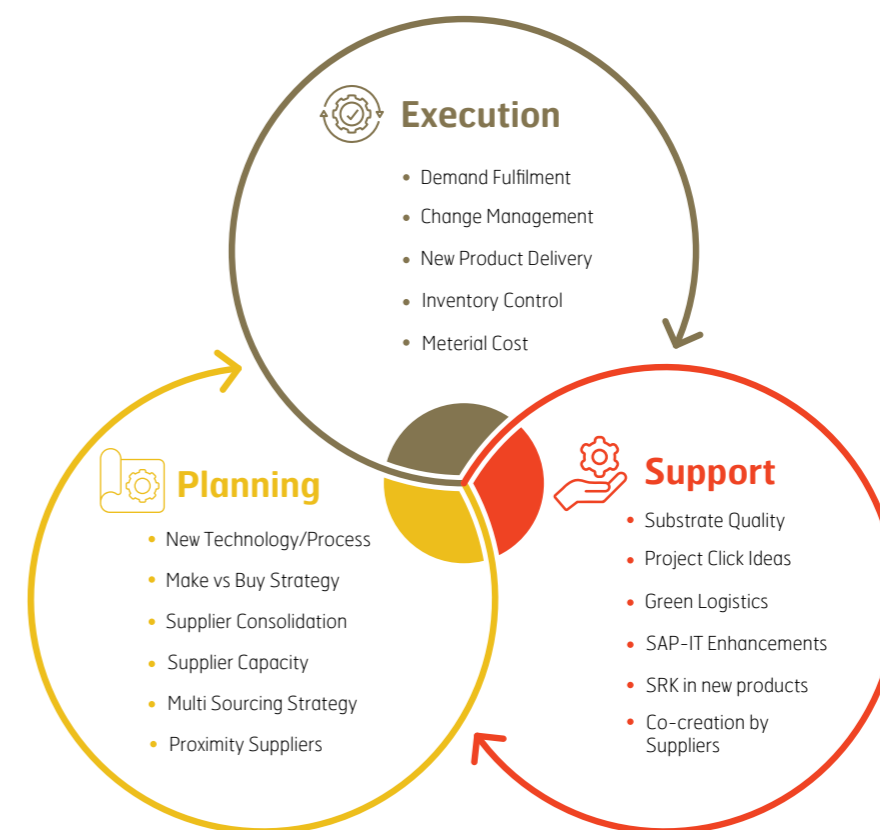 Execution
Demand Fulfilment
Change Management
New Product Delivery
Inventory Control
Meterial Cost
Planning
New Technology/Process
Make vs Buy Strategy
Supplier Consolidation
Supplier Capacity
Multi Sourcing Strategy
Proximity Suppliers
Support
Substrate Quality
Project Click Ideas
Green Logistics
SAP-IT Enhancements
SRK in new products
Co-creation by
Suppliers